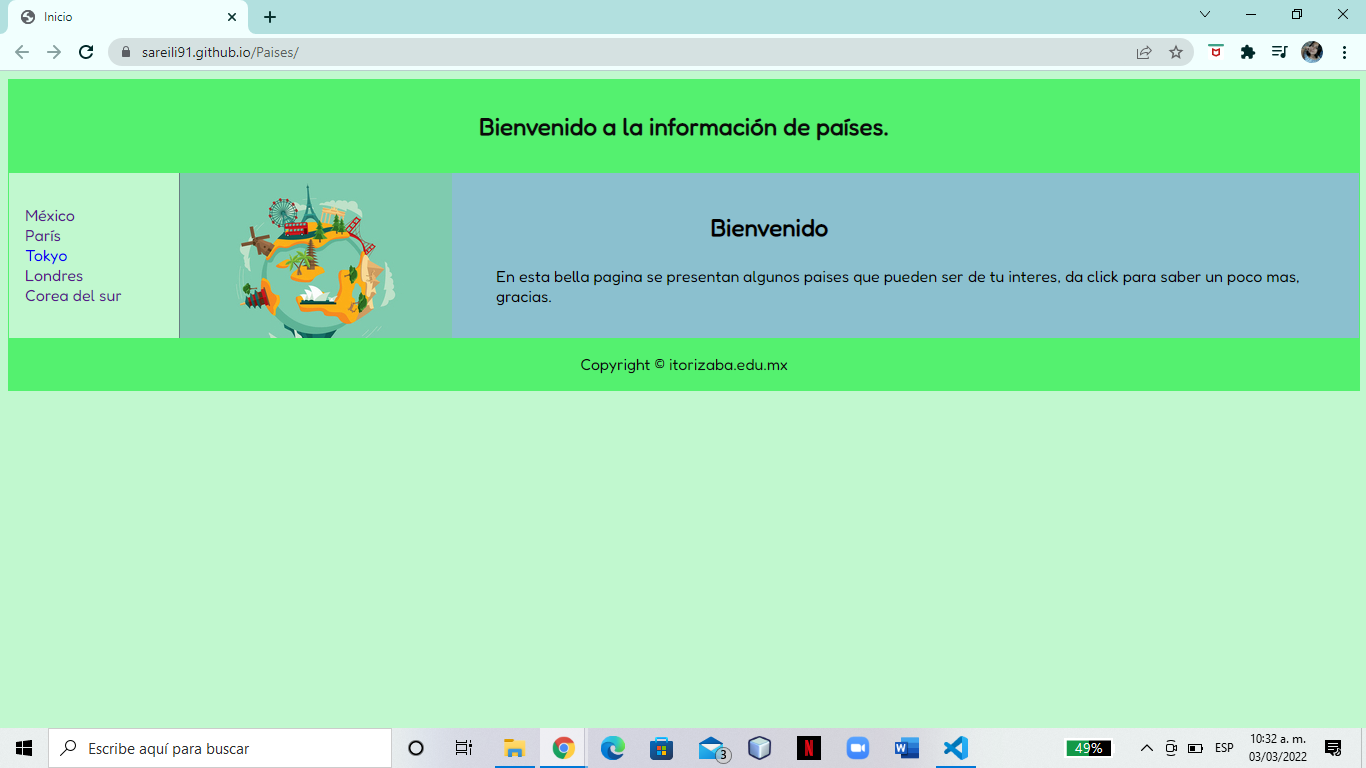 Inicio
sareili91.github.io/Paises/
Bienvenido a la información de países.
México
París
Tokyo
Londres
Corea del sur
Bienvenido
En esta bella pagina se presentan algunos paises que pueden ser de tu interes, da click para saber un poco mas,
gracias.
Copyright © itorizaba.edu.mx
Escribe aquí para buscar
3
N
W
49%
ESP
10:32 a. m.
03/03/2022